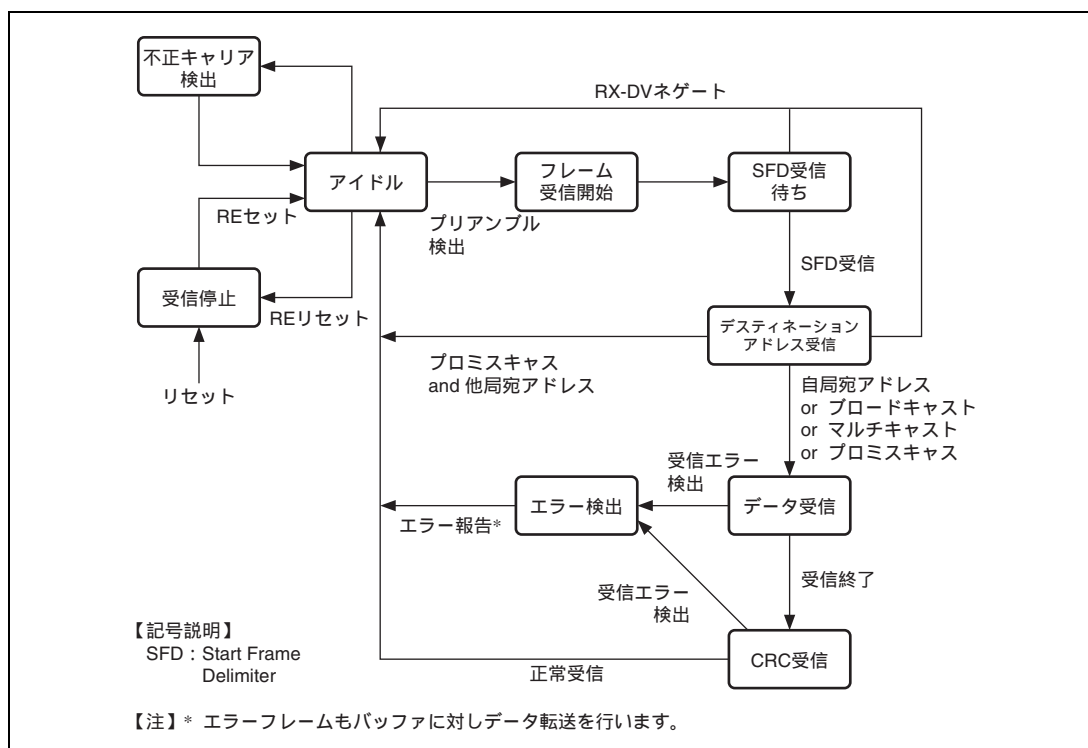 不正キャリア
検出
RX-DVネゲート
アイドル
フレーム
受信開始
SFD受信
待ち
REセット
プリアンブル
検出
SFD受信
受信停止
REリセット
デスティネーション
アドレス受信
リセット
プロミスキャス
and 他局宛アドレス
自局宛アドレス
or ブロードキャスト
or マルチキャスト
or プロミスキャス
受信エラー
検出
エラー検出
データ受信
エラー報告*
受信終了
受信エラー
検出
【記号説明】
SFD : Start Frame
Delimiter
CRC受信
正常受信
【注】* エラーフレームもバッファに対しデータ転送を行います。